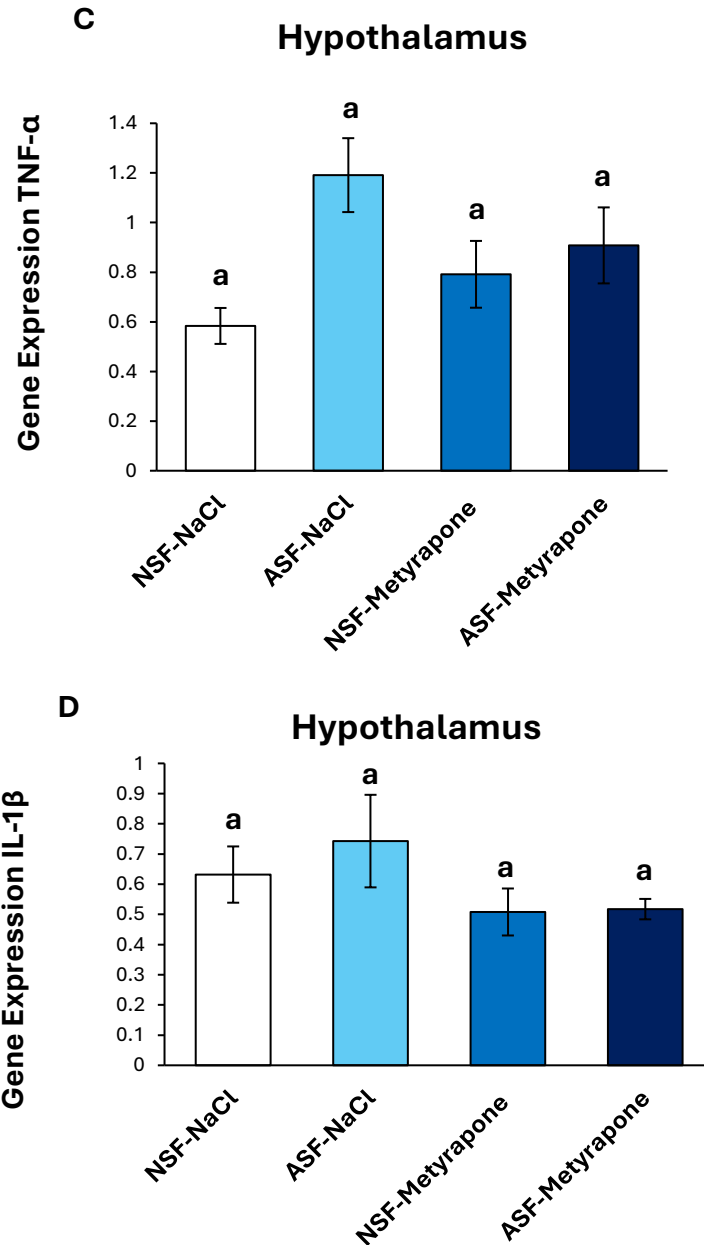 C
Hypothalamus
Gene Expression TNF-α
1.4
1.2
1
0.8
0.6
0.4
0.2
0
a
a
a
a
NSF-NaCl
ASF-NaCl
NSF-Metyrapone
ASF-Metyrapone
D
Hypothalamus
Gene Expression IL-1β
1
0.9
0.8
0.7
0.6
0.5
0.4
0.3
0.2
0.1
0
a
a
a
a
NSF-NaCl
ASF-NaCl
NSF-Metyrapone
ASF-Metyrapone